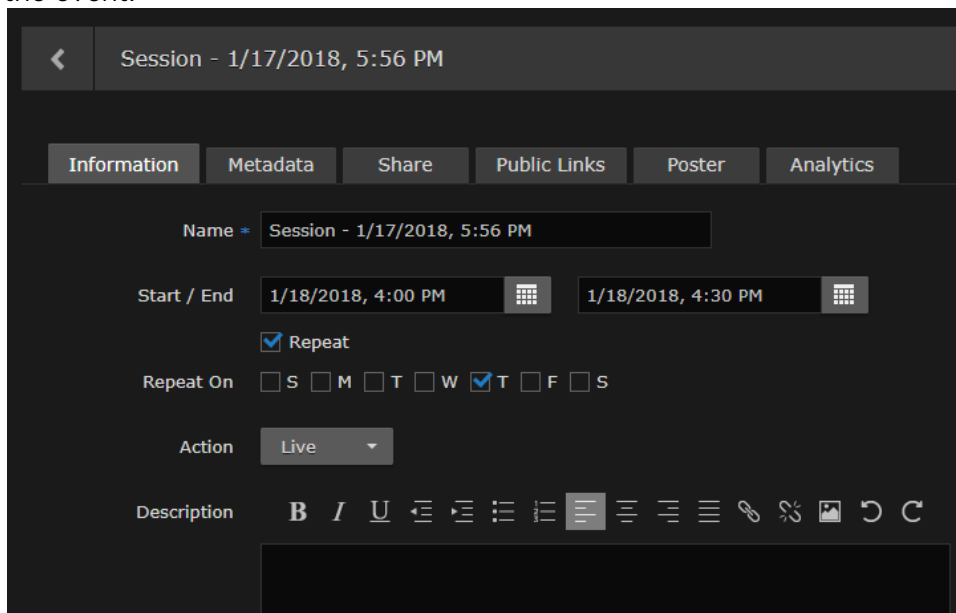 the event.
Session - 1/17/2018, 5:56 PM
Information Metadata Share Public Links Poster Analytics
Name * Session - 1/17/2018, 5:56 PM
Start / End 1/18/2018, 4:00 PM 1/18/2018, 4:30 PM
Repeat
Repeat On S M T W T F S
Action Live
Description B I U